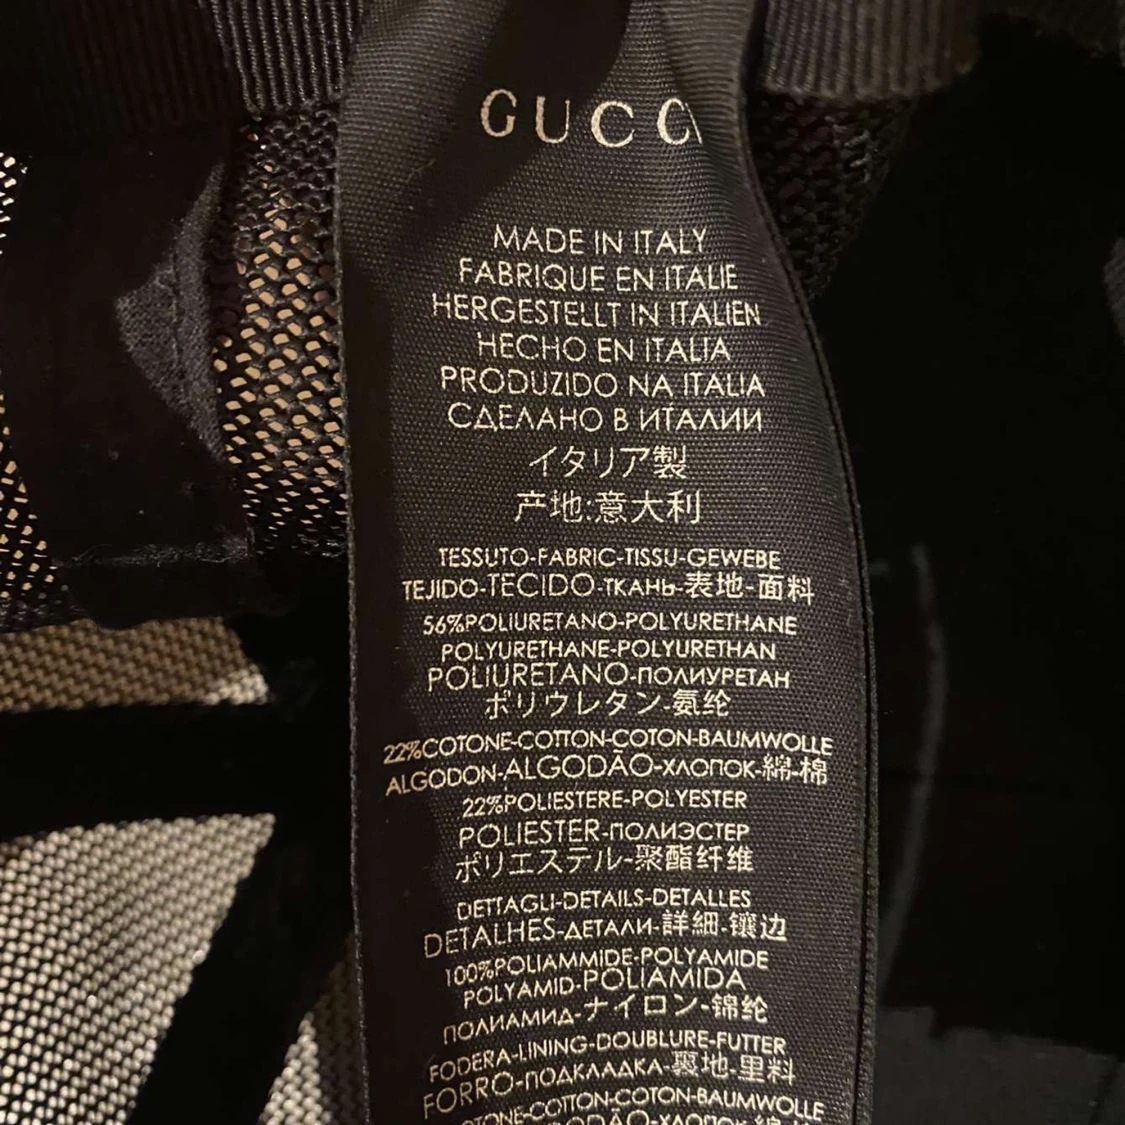 GUCCI
MADE IN ITALY
FABRIQUE EN ITALIE
HERGESTELLT IN ITALIEN
HECHO EN ITALIA
PRODUZIDO NA ITALIA
СДЕЛАНО В ИТАЛИИ
イタリア製
产地:意大利
TESSUTO-FABRIC-TISSU-GEWEBE
TEJIDO-TECIDO-ТКАНЬ-表地-面料
56%POLIURETANO-POLYURETHANE
POLYURETHANE-POLYURETHAN
POLIURETANO-ПОЛИУРЕТАН
ポリウレタン-氨纶
22%COTONE-COTTON-COTON-BAUMWOLLE
ALGODON-ALGODÃO-ХЛОПОК-綿-棉
22%POLIESTERE-POLYESTER
POLIESTER-ПОЛИЭСТЕР
ポリエステル-聚酯纤维
DETTAGLI-DETAILS-DETALLES
DETALHES-ДЕТАЛИ-詳細-镶边
100%POLIAMMIDE-POLYAMIDE
POLYAMID-POLIAMIDA
ПОЛИАМИД-ナイロン-锦纶
FODERA-LINING-DOUBLURE-FUTTER
FORRO-ПОДКЛАДКА-裏地-里料
OTONE-COTTON-COTON-BAUMWOLLE